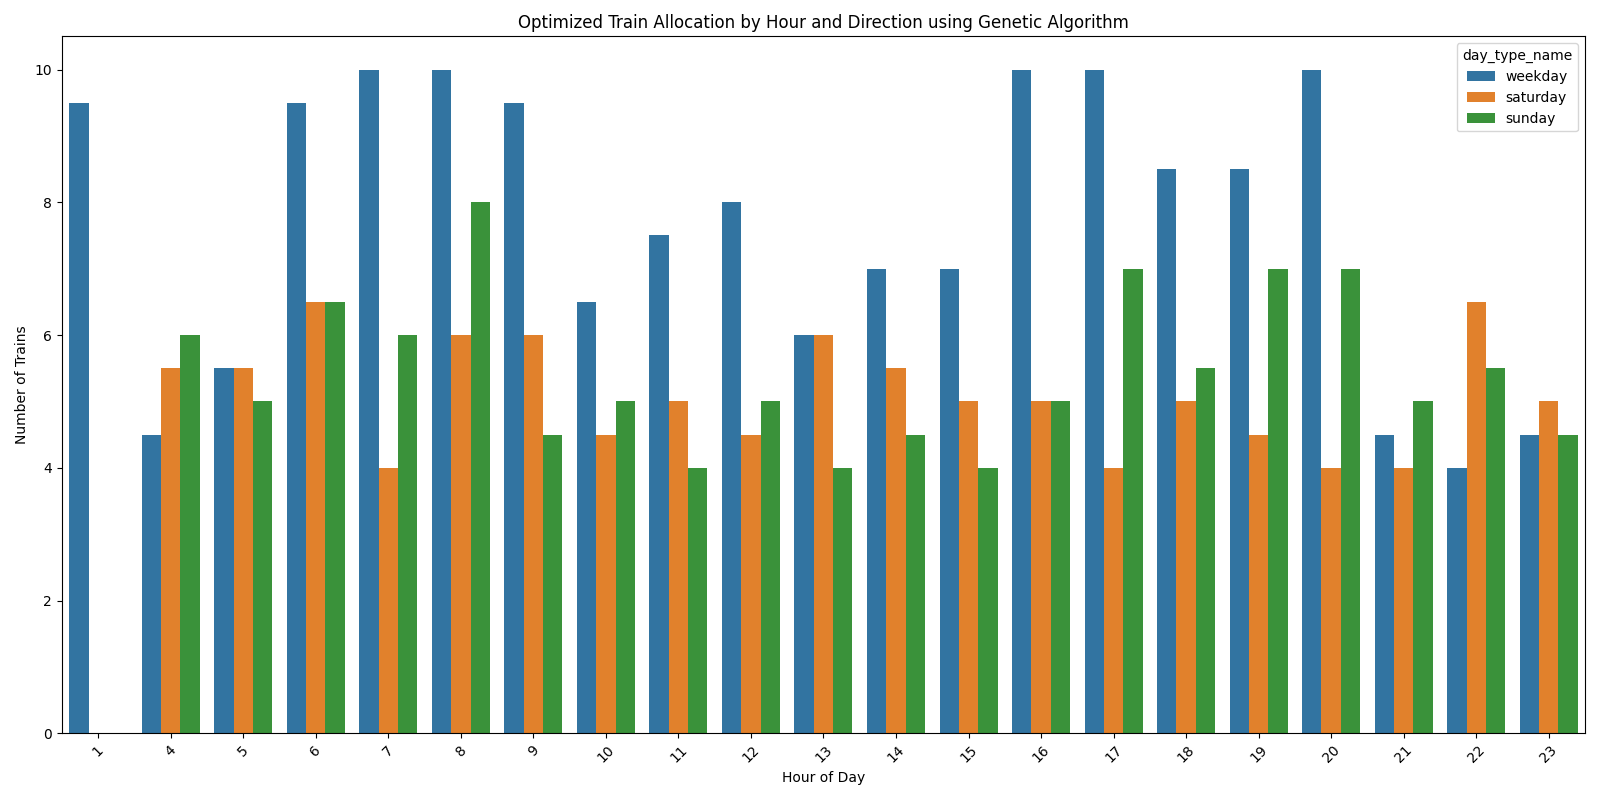 Optimized Train Allocation by Hour and Direction using Genetic Algorithm
day_type_name
weekday
saturday
sunday
Number of Trains
10
8
6
4
2
0
1 4 5 6 7 8 9 10 11 12 13 14 15 16 17 18 19 20 21 22 23
Hour of Day